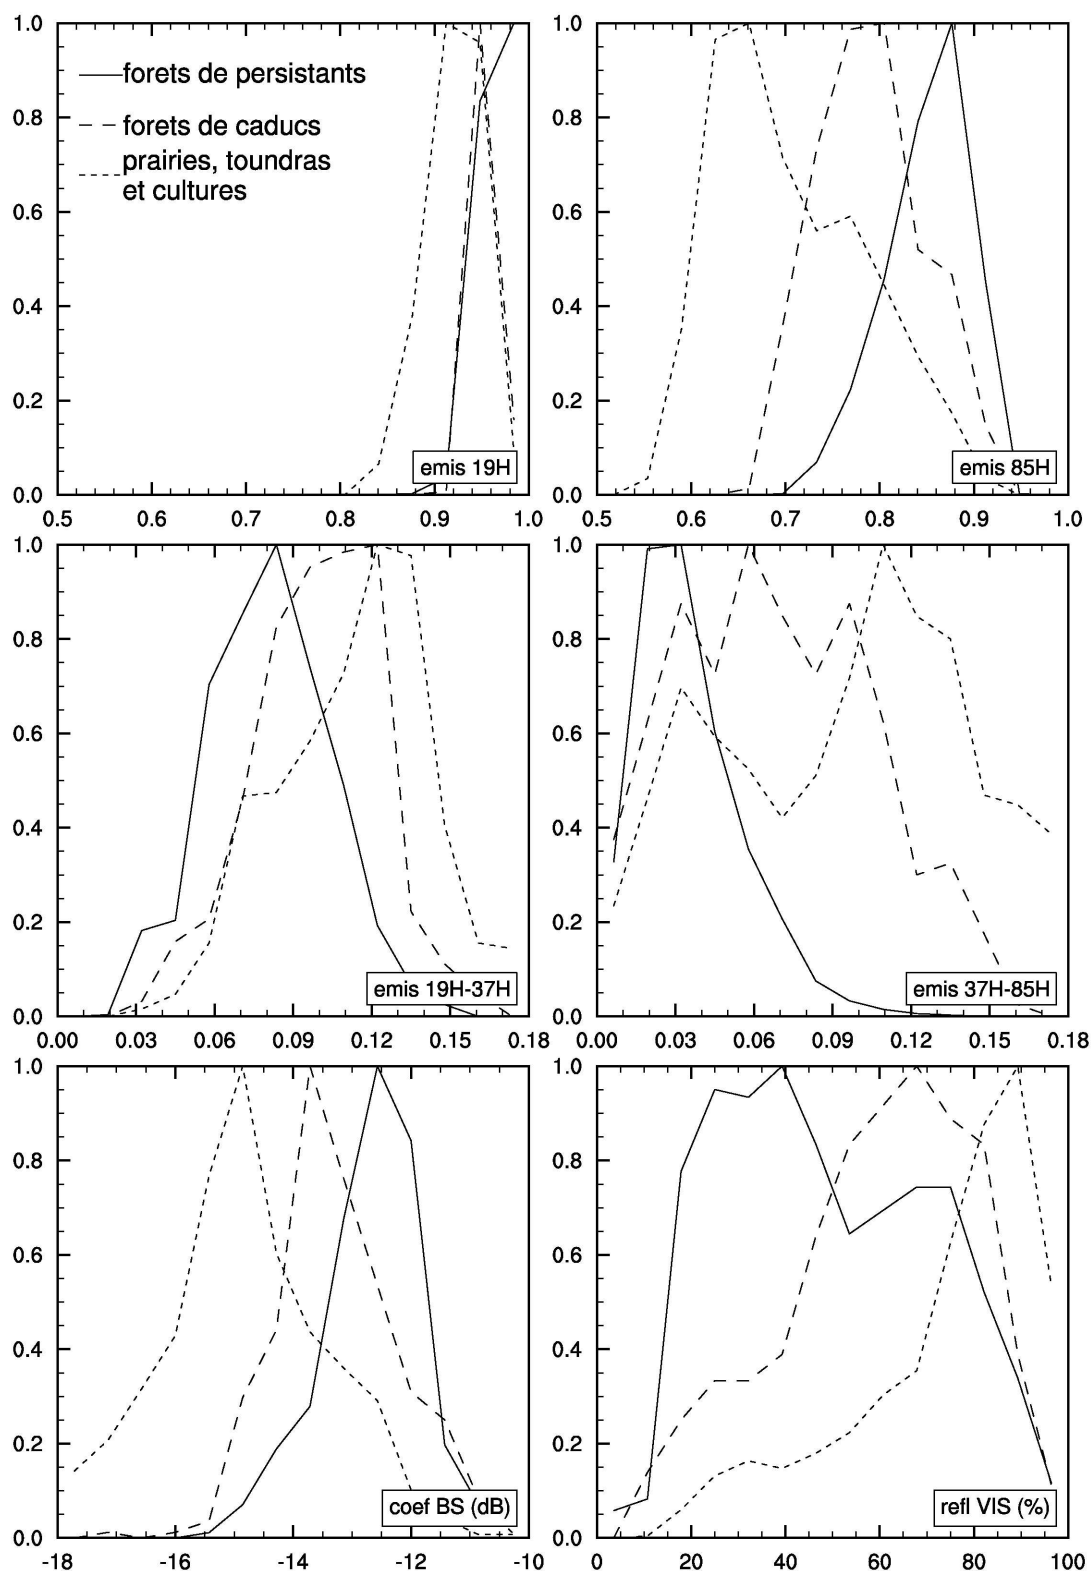 1.0
0.8
0.6
0.4
0.2
0.0
forets de persistants
forets de caducs
prairies, toundras
et cultures
emis 19H
0.5 0.6 0.7 0.8 0.9 1.0
1.0
0.8
0.6
0.4
0.2
0.0
emis 85H
0.5 0.6 0.7 0.8 0.9 1.0
1.0
0.8
0.6
0.4
0.2
0.0
emis 19H-37H
0.00 0.03 0.06 0.09 0.12 0.15 0.18
1.0
0.8
0.6
0.4
0.2
0.0
emis 37H-85H
0.00 0.03 0.06 0.09 0.12 0.15 0.18
1.0
0.8
0.6
0.4
0.2
0.0
coef BS (dB)
-18 -16 -14 -12 -10
1.0
0.8
0.6
0.4
0.2
0.0
refl VIS (%)
0 20 40 60 80 100